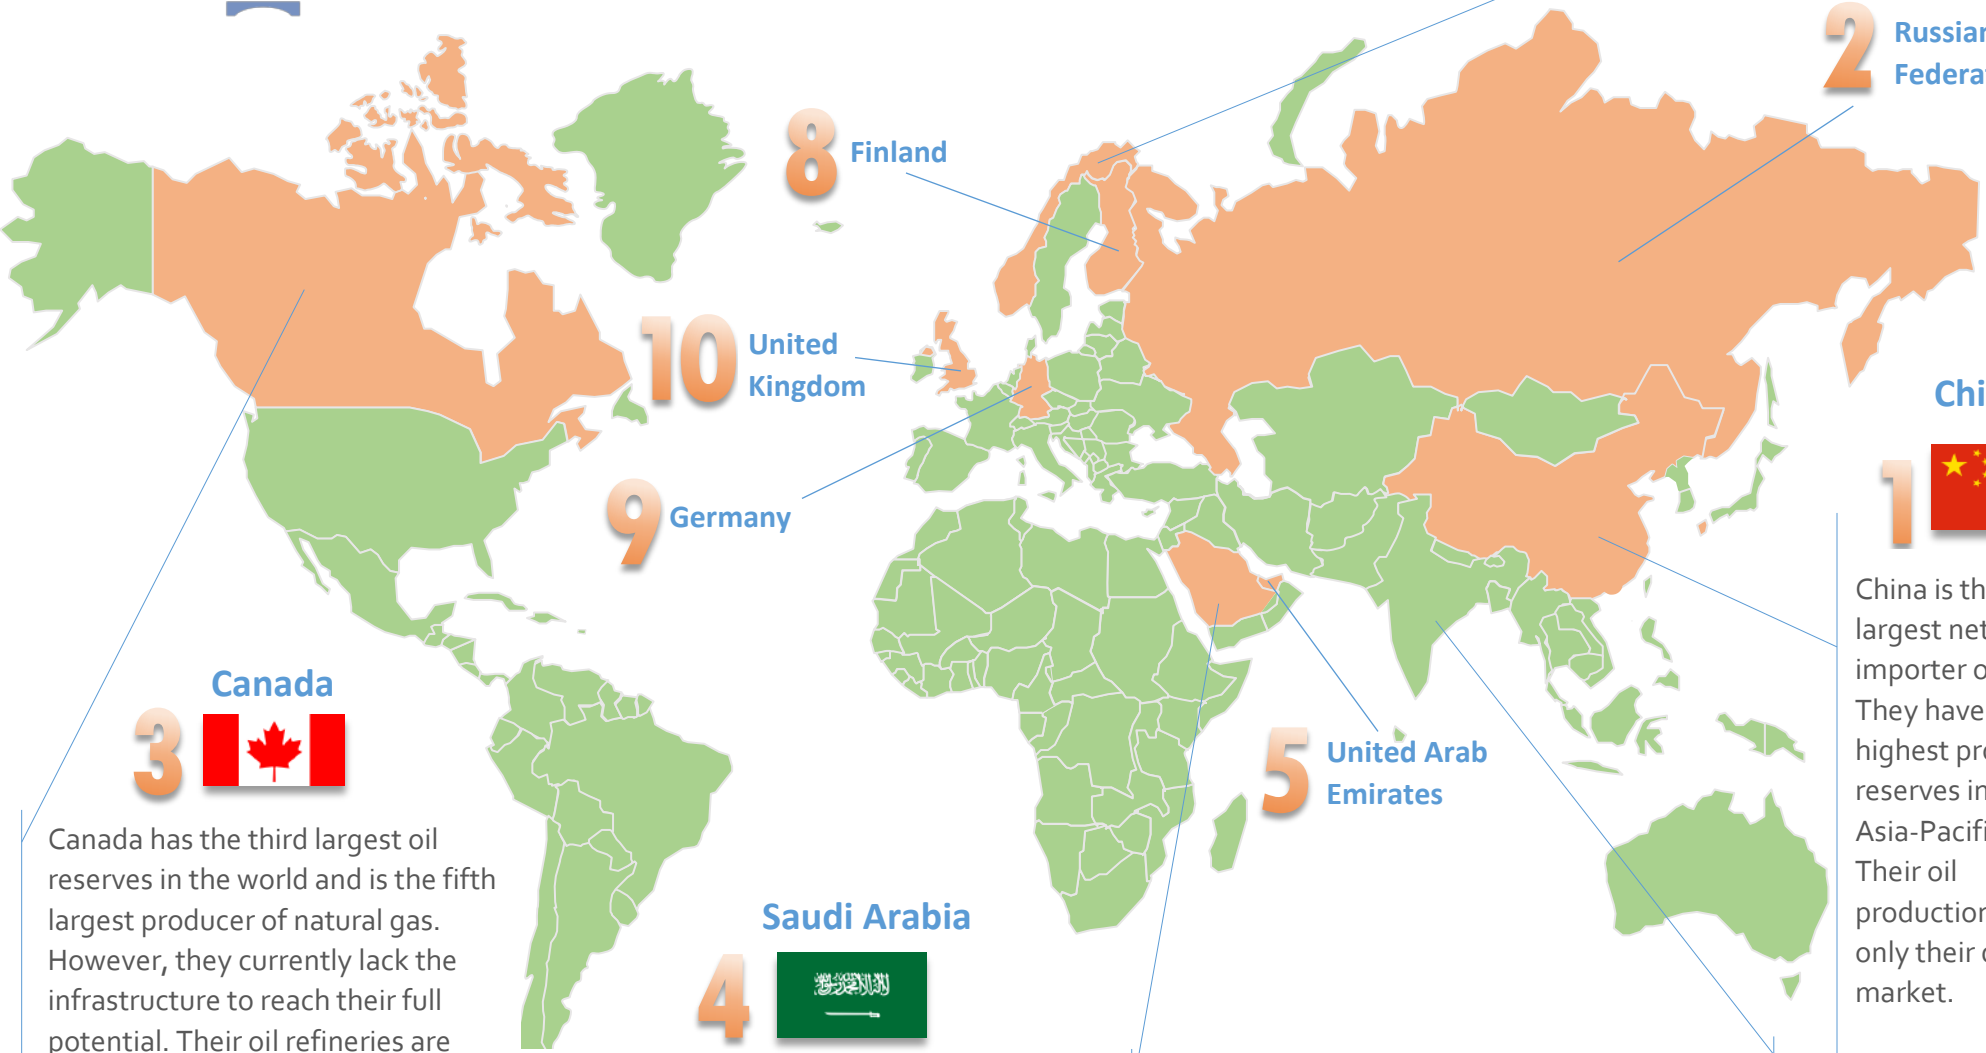 2
Russian
Federa
8
Finland
10
United
Kingdom
9
Germany
Chi
1
China is th
largest net
importer o
They have
highest pr
reserves in
Asia-Pacifi
Their oil
production
only their
market.
3
Canada
Canada has the third largest oil
reserves in the world and is the fifth
largest producer of natural gas.
However, they currently lack the
infrastructure to reach their full
potential. Their oil refineries are
4
Saudi Arabia
5
United Arab
Emirates